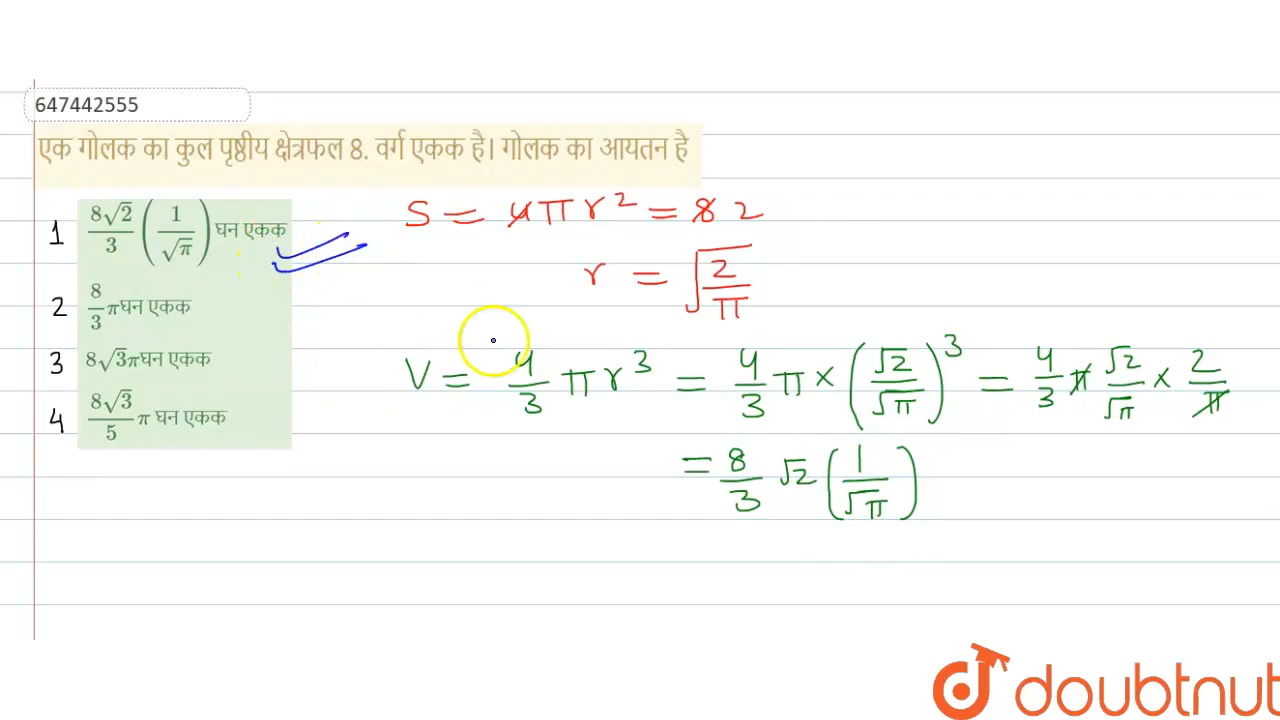 647442555
एक गोलक का कुल पृष्ठीय क्षेत्रफल 8. वर्ग एकक है। गोलक का आयतन है
1 8√2/3 (1/√π) घन एकक
2 8/3 π घन एकक
3 8√3π घन एकक
4 8√3/5 π घन एकक
S = 4πr² = 8 2
r = √(2/π)
V = 4/3 πr³ = 4/3 π × (√2/√π)³ = 4/3 π √2/√π × 2/π
= 8/3 √2 (1/√π)
doubtnut